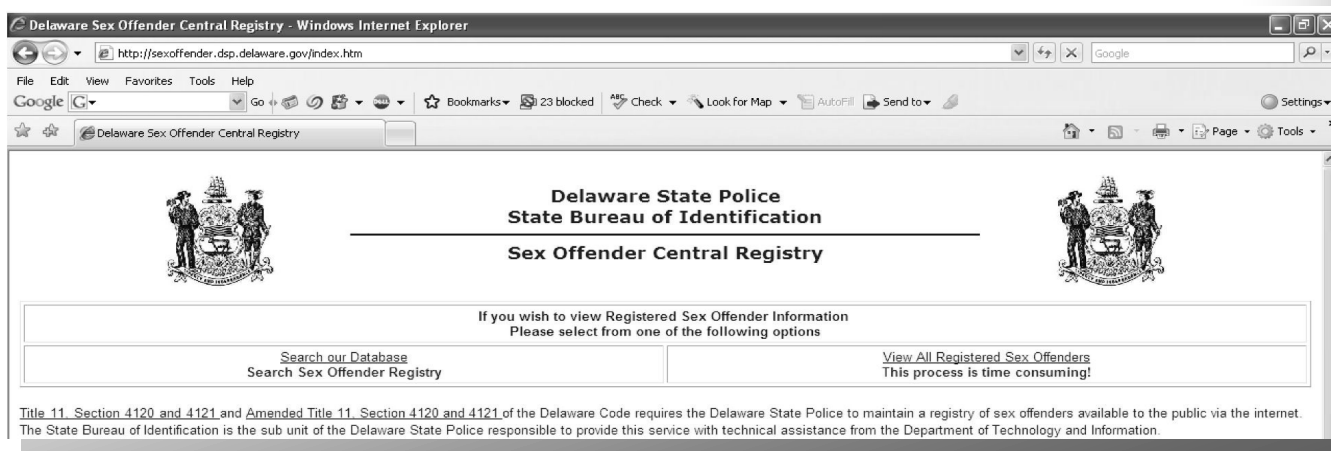 Delaware Sex Offender Central Registry - Windows Internet Explorer
http://sexoffender.dsp.delaware.gov/index.htm
Google
File Edit View Favorites Tools Help
Google G Go Bookmarks 23 blocked ABC Check Look for Map AutoFill Send to Settings
Delaware Sex Offender Central Registry
Page Tools
Delaware State Police
State Bureau of Identification
Sex Offender Central Registry
If you wish to view Registered Sex Offender Information
Please select from one of the following options
Search our Database
Search Sex Offender Registry
View All Registered Sex Offenders
This process is time consuming!
Title 11. Section 4120 and 4121 and Amended Title 11. Section 4120 and 4121 of the Delaware Code requires the Delaware State Police to maintain a registry of sex offenders available to the public via the internet.
The State Bureau of Identification is the sub unit of the Delaware State Police responsible to provide this service with technical assistance from the Department of Technology and Information.